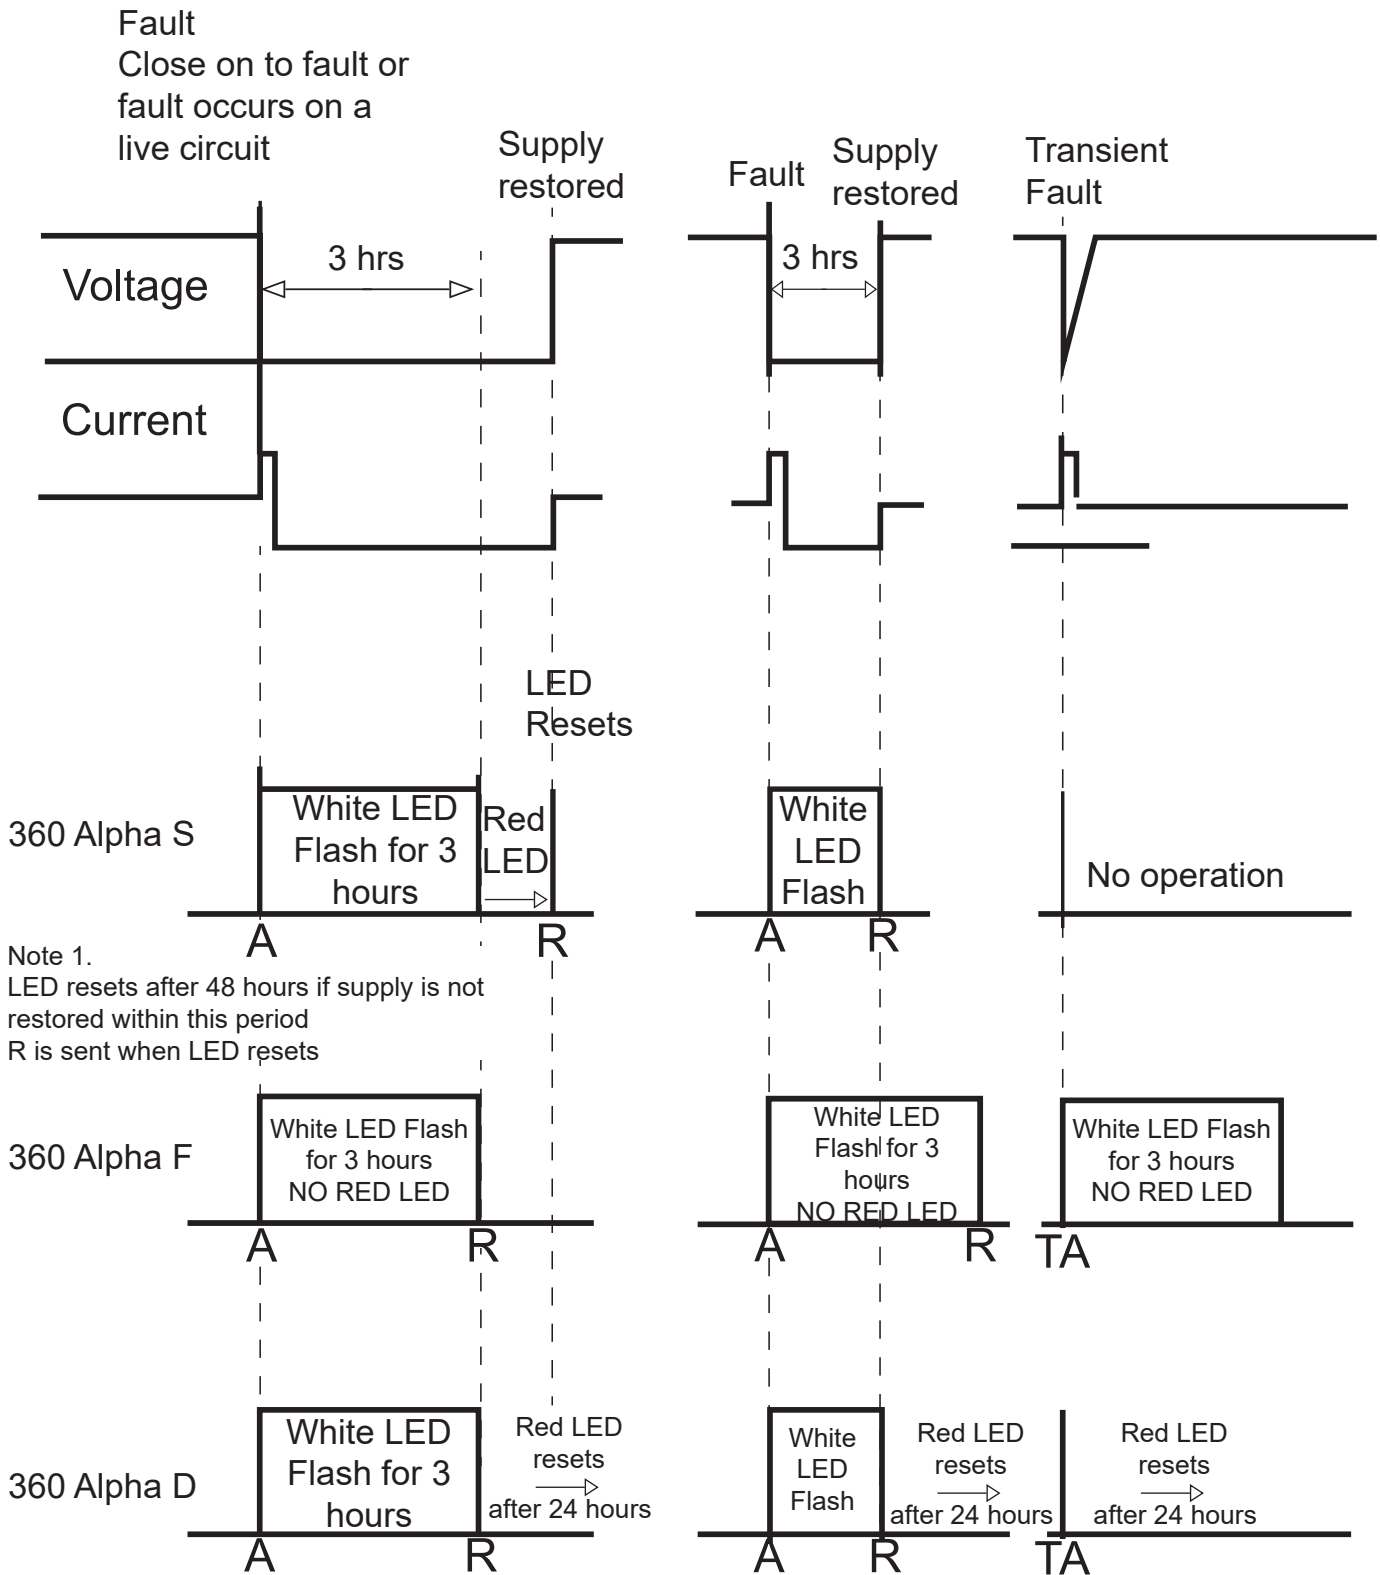 Fault
Close on to fault or
fault occurs on a
live circuit
Supply
restored
Fault
Supply
restored
Transient
Fault
3 hrs
3 hrs
Voltage
Current
LED
Resets
360 Alpha S
White LED
Flash for 3
hours
Red
LED
White
LED
Flash
No operation
A
R
A
R
Note 1.
LED resets after 48 hours if supply is not
restored within this period
R is sent when LED resets
360 Alpha F
White LED Flash
for 3 hours
NO RED LED
White LED
Flash for 3
hours
NO RED LED
White LED Flash
for 3 hours
NO RED LED
A
R
A
R
TA
360 Alpha D
White LED
Flash for 3
hours
Red LED
resets
after 24 hours
White
LED
Flash
Red LED
resets
after 24 hours
Red LED
resets
after 24 hours
A
R
A
R
TA